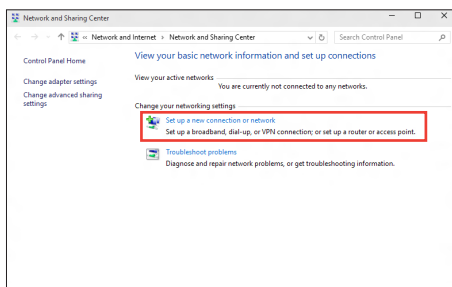 Network and Sharing Center
« Network and Internet › Network and Sharing Center
Search Control Panel
Control Panel Home
Change adapter settings
Change advanced sharing
settings
View your basic network information and set up connections
View your active networks
You are currently not connected to any networks.
Change your networking settings
Set up a new connection or network
Set up a broadband, dial-up, or VPN connection; or set up a router or access point.
Troubleshoot problems
Diagnose and repair network problems, or get troubleshooting information.